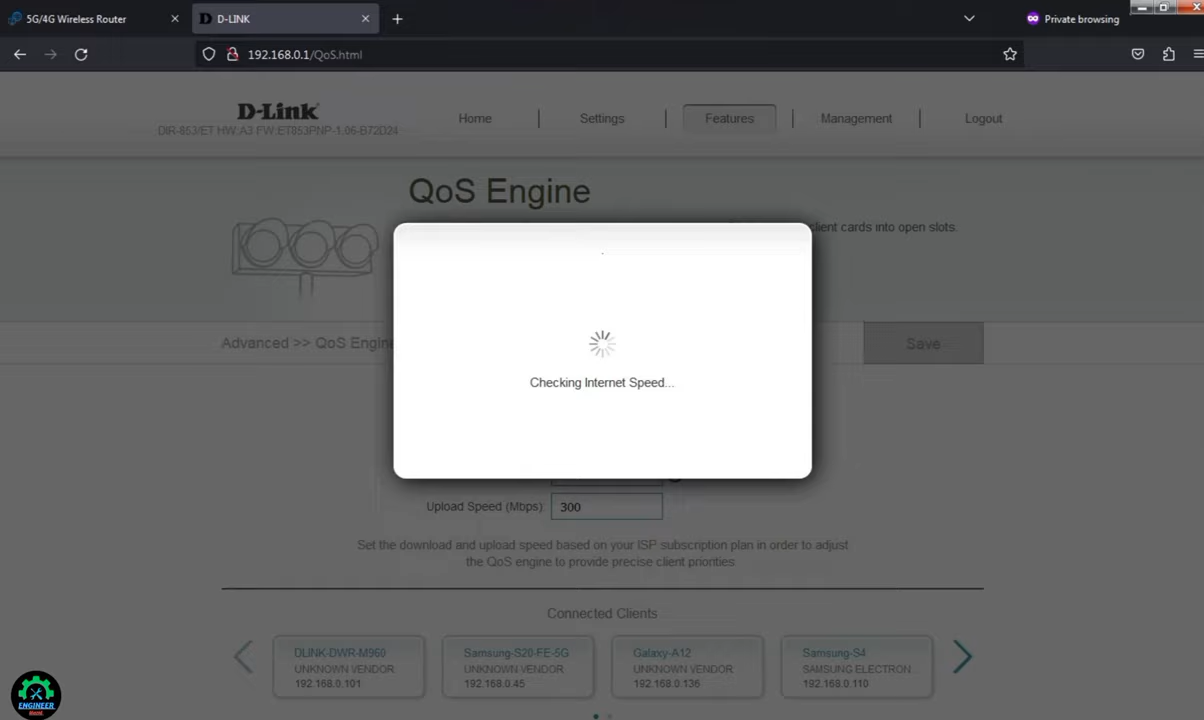 5G/4G Wireless Router
D-LINK
Private browsing
192.168.0.1/QoS.html
D-Link
DIR-853/ET HW:A3 FW:ET853PNP-1.06-B72D24
Home
Settings
Features
Management
Logout
QoS Engine
client cards into open slots.
Advanced >> QoS Engine
Save
Checking Internet Speed...
Upload Speed (Mbps):
300
Set the download and upload speed based on your ISP subscription plan in order to adjust
the QoS engine to provide precise client priorities
Connected Clients
DLINK-DWR-M960
UNKNOWN VENDOR
192.168.0.101
Samsung-S20-FE-5G
UNKNOWN VENDOR
192.168.0.45
Galaxy-A12
UNKNOWN VENDOR
192.168.0.136
Samsung-S4
SAMSUNG ELECTRON
192.168.0.110
ENGINEER